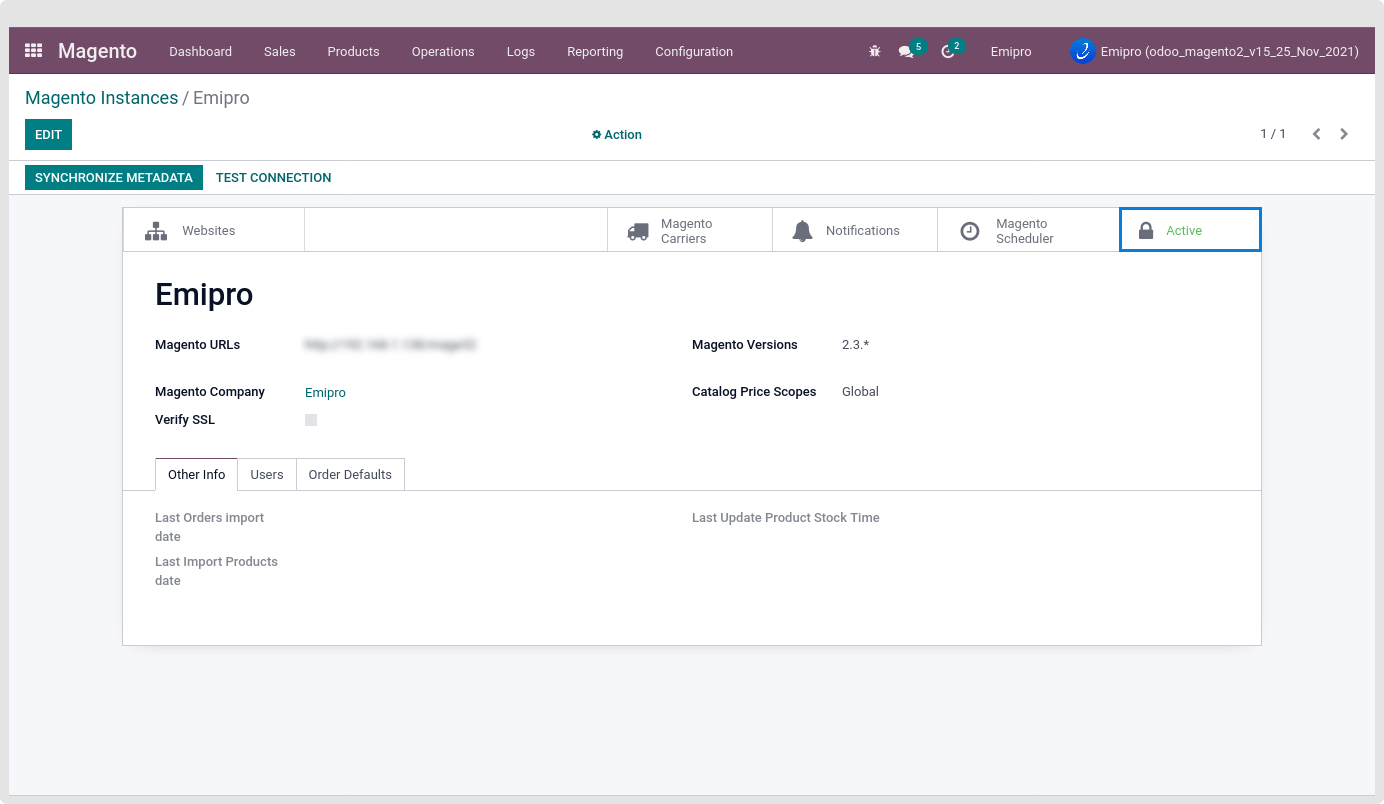 Magento Dashboard Sales Products Operations Logs Reporting Configuration 5 2 Emipro Emipro (odoo_magento2_v15_25_Nov_2021)
Magento Instances / Emipro
EDIT Action 1 / 1
SYNCHRONIZE METADATA TEST CONNECTION
Websites
Magento
Carriers
Notifications
Magento
Scheduler
Active
Emipro
Magento URLs
Magento Versions 2.3.*
Magento Company Emipro
Catalog Price Scopes Global
Verify SSL
Other Info Users Order Defaults
Last Orders import
date
Last Update Product Stock Time
Last Import Products
date